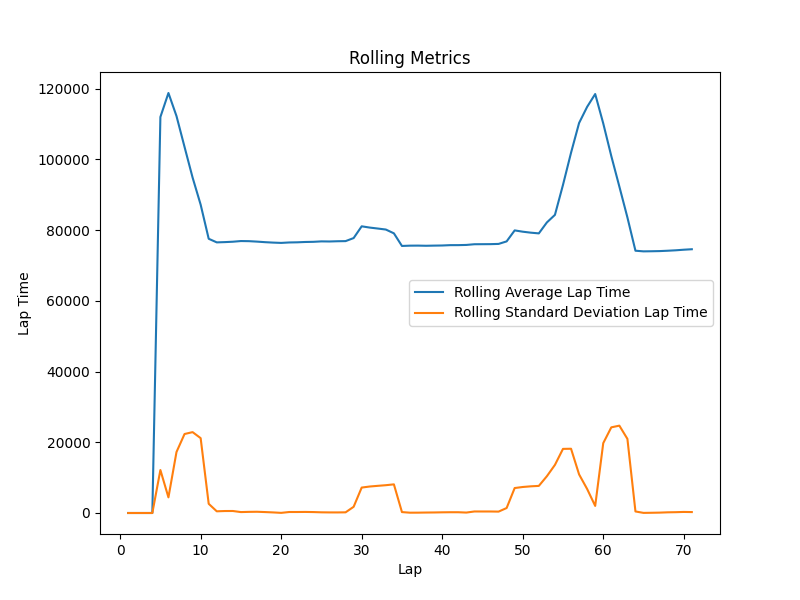 Rolling Metrics
120000
100000
80000
60000
40000
20000
0
Lap Time
Rolling Average Lap Time
Rolling Standard Deviation Lap Time
0 10 20 30 40 50 60 70
Lap